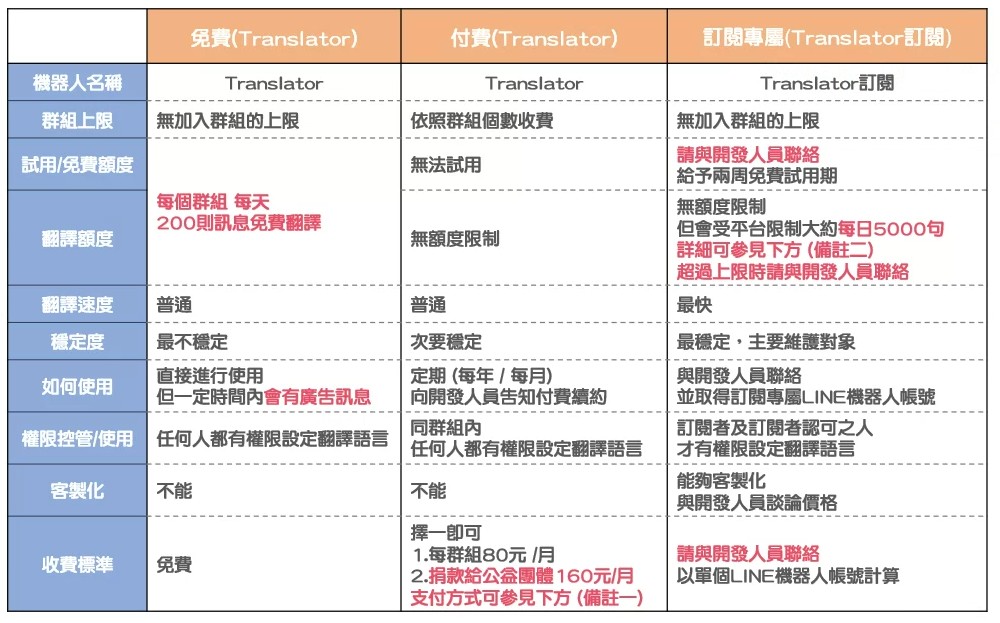 免費(Translator)
付費(Translator)
訂閱專屬(Translator訂閱)
機器人名稱
Translator
Translator
Translator訂閱
群組上限
無加入群組的上限
依照群組個數收費
無加入群組的上限
試用/免費額度
每個群組 每天
200則訊息免費翻譯
無法試用
請與開發人員聯絡
給予兩周免費試用期
翻譯額度
無額度限制
無額度限制
但會受平台限制大約每日5000句
詳細可參見下方 (備註二)
超過上限時請與開發人員聯絡
翻譯速度
普通
普通
最快
穩定度
最不穩定
次要穩定
最穩定，主要維護對象
如何使用
直接進行使用
但一定時間內會有廣告訊息
定期 (每年 / 每月)
向開發人員告知付費續約
與開發人員聯絡
並取得訂閱專屬LINE機器人帳號
權限控管/使用
任何人都有權限設定翻譯語言
同群組內
任何人都有權限設定翻譯語言
訂閱者及訂閱者認可之人
才有權限設定翻譯語言
客製化
不能
不能
能夠客製化
與開發人員談論價格
收費標準
免費
擇一即可
1.每群組80元 /月
2.捐款給公益團體160元/月
支付方式可參見下方 (備註一)
請與開發人員聯絡
以單個LINE機器人帳號計算